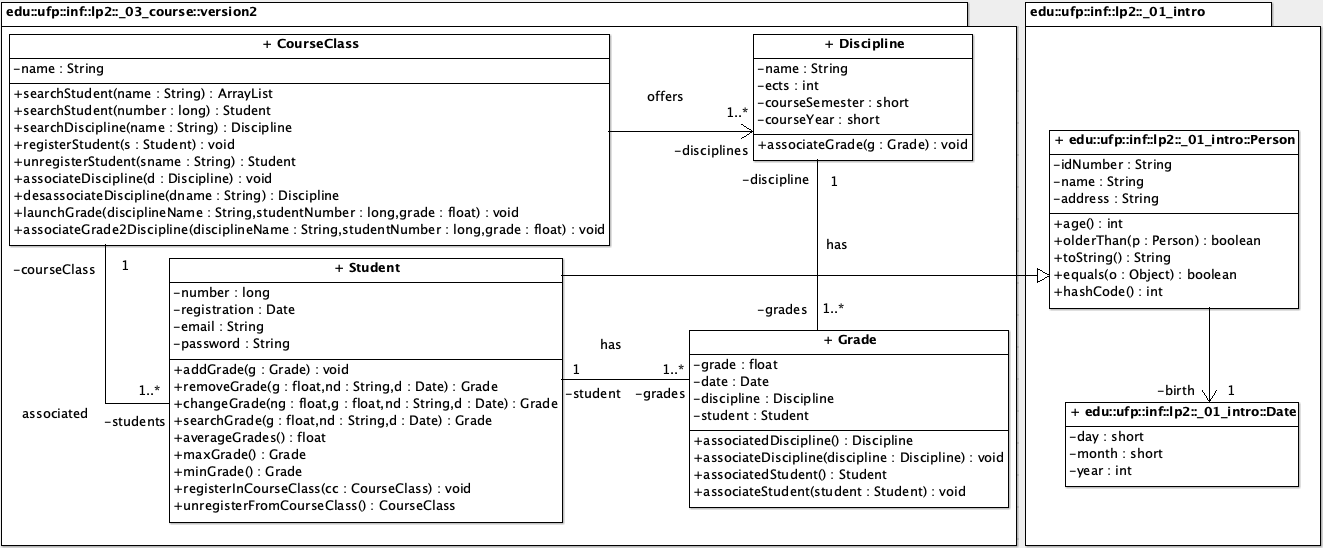 edu::ufp::inf::lp2::_03_course::version2
+ CourseClass
-name : String
+searchStudent(name : String) : ArrayList
+searchStudent(number : long) : Student
+searchDiscipline(name : String) : Discipline
+registerStudent(s : Student) : void
+unregisterStudent(sname : String) : Student
+associateDiscipline(d : Discipline) : void
+desassociateDiscipline(dname : String) : Discipline
+launchGrade(disciplineName : String,studentNumber : long,grade : float) : void
+associateGrade2Discipline(disciplineName : String,studentNumber : long,grade : float) : void
offers
1..*
-disciplines
+ Discipline
-name : String
-ects : int
-courseSemester : short
-courseYear : short
+associateGrade(g : Grade) : void
-discipline
1
has
-grades
1..*
-courseClass
1
associated
1..*
-students
+ Student
-number : long
-registration : Date
-email : String
-password : String
+addGrade(g : Grade) : void
+removeGrade(g : float,nd : String,d : Date) : Grade
+changeGrade(ng : float,g : float,nd : String,d : Date) : Grade
+searchGrade(g : float,nd : String,d : Date) : Grade
+averageGrades() : float
+maxGrade() : Grade
+minGrade() : Grade
+registerInCourseClass(cc : CourseClass) : void
+unregisterFromCourseClass() : CourseClass
has
1
1..*
-student
-grades
+ Grade
-grade : float
-date : Date
-discipline : Discipline
-student : Student
+associatedDiscipline() : Discipline
+associateDiscipline(discipline : Discipline) : void
+associatedStudent() : Student
+associateStudent(student : Student) : void
edu::ufp::inf::lp2::_01_intro
+ edu::ufp::inf::lp2::_01_intro::Person
-idNumber : String
-name : String
-address : String
+age() : int
+olderThan(p : Person) : boolean
+toString() : String
+equals(o : Object) : boolean
+hashCode() : int
-birth
1
+ edu::ufp::inf::lp2::_01_intro::Date
-day : short
-month : short
-year : int